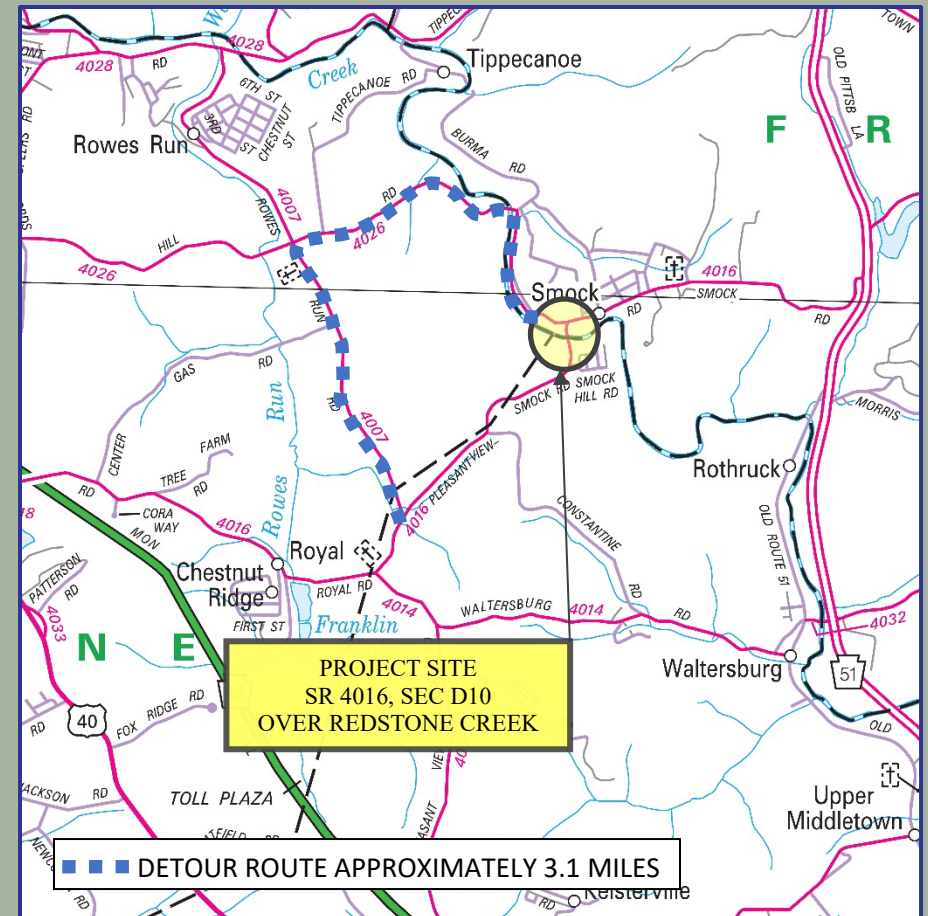 4028
4028
RD
Creek
TIPPECANOE RD
Tippecanoe
TOWN
OLD PITTSB
LA
Rowes Run
6TH ST
3RD
ST
CHESTNUT
ST
BURMA
RD
F
R
SPEERS RD
4007
ROWES
HILL
4026
RD
4026
Smock
4016
SMOCK
RD
RD
RUN
GAS
RD
RD
4007
SMOCK RD
SMOCK
HILL RD
MORRIS
CENTER
FARM
TREE
RD
Rowes Run
4016
PLEASANTVIEW
Rothruck
RD
CORA
WAY
4016
MON
Royal
Chestnut
Ridge
ROYAL RD
4014
CONSTANTINE
RD
WALTERSBURG
4014
RD
OLD ROUTE 51
4032
PATTERSON
RD
4033
FIRST ST
Franklin
Waltersburg
51
N
E
PROJECT SITE
SR 4016, SEC D10
OVER REDSTONE CREEK
RD
40
FOX RIDGE RD
OLD
JACKSON RD
TOLL PLAZA
VIEW
Upper
Middletown
DETOUR ROUTE APPROXIMATELY 3.1 MILES
RD
Keisterville
RD